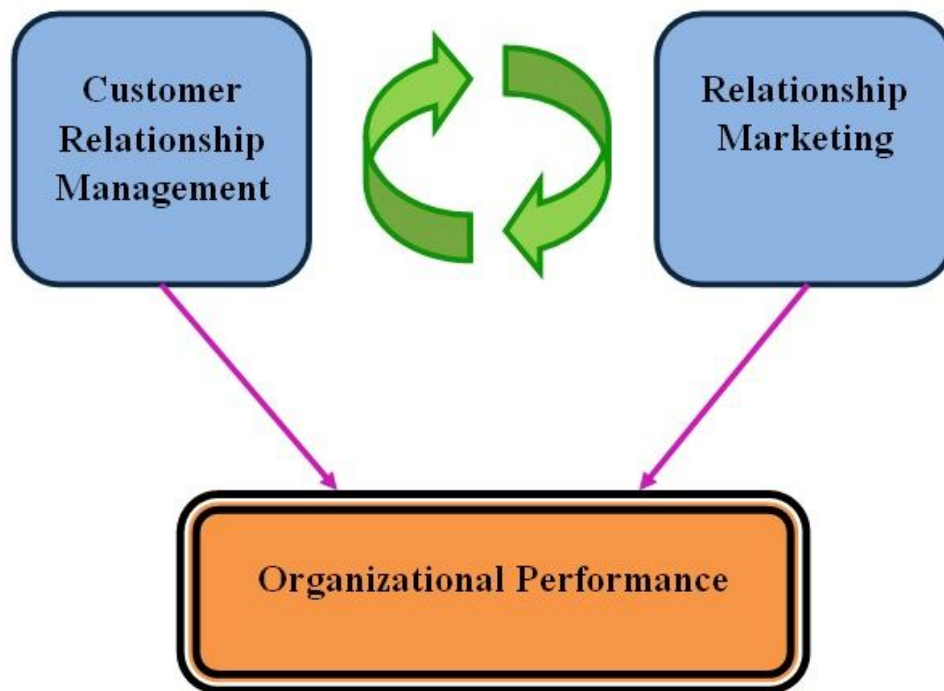 Customer
Relationship
Management
Relationship
Marketing
Organizational Performance